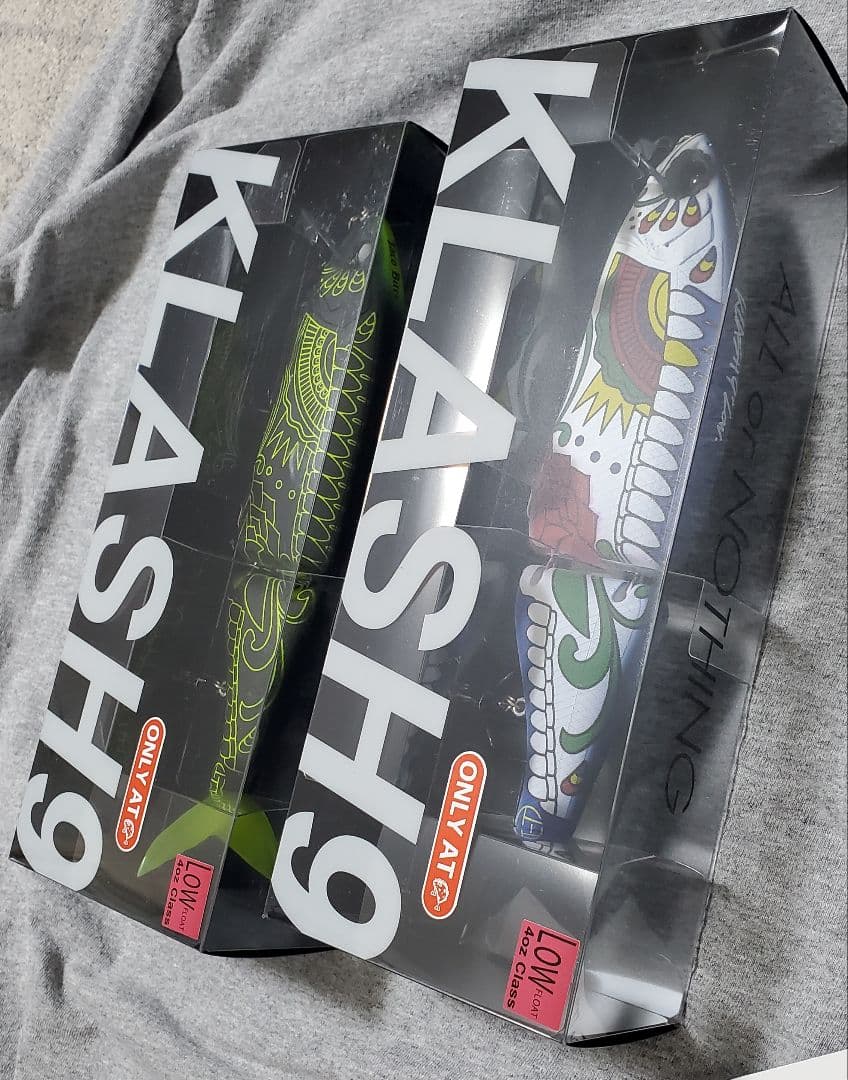 KLASH9
ONLY AT
LOW FLOAT
4oz Class
KLASH9
ONLY AT
LOW FLOAT
4oz Class
ALL or NOTHING